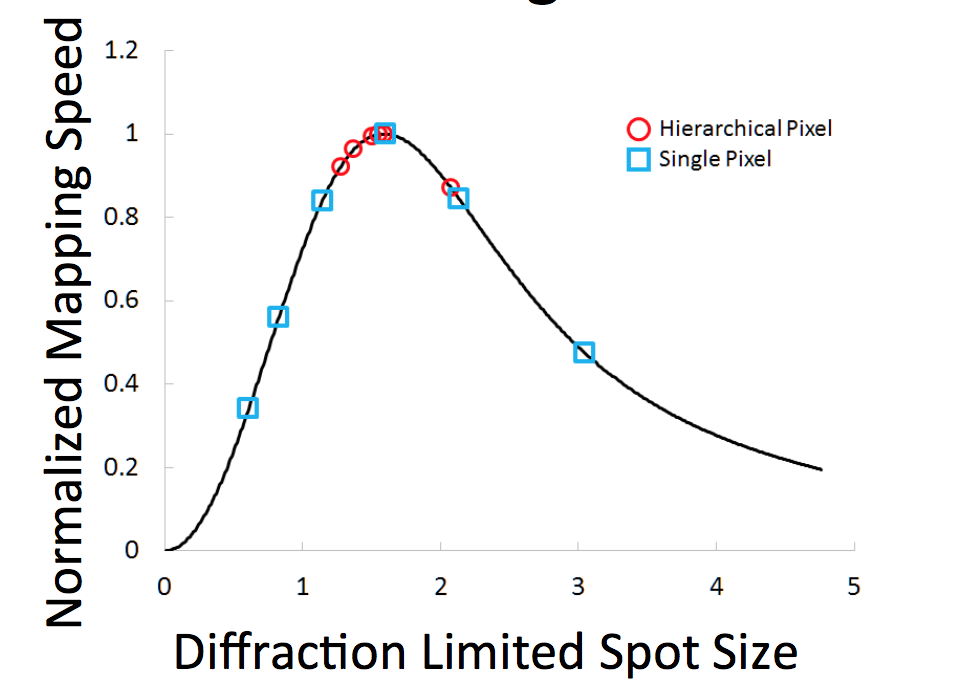 Normalized Mapping Speed
1.2
1
0.8
0.6
0.4
0.2
0
Hierarchical Pixel
Single Pixel
0 1 2 3 4 5
Diffraction Limited Spot Size